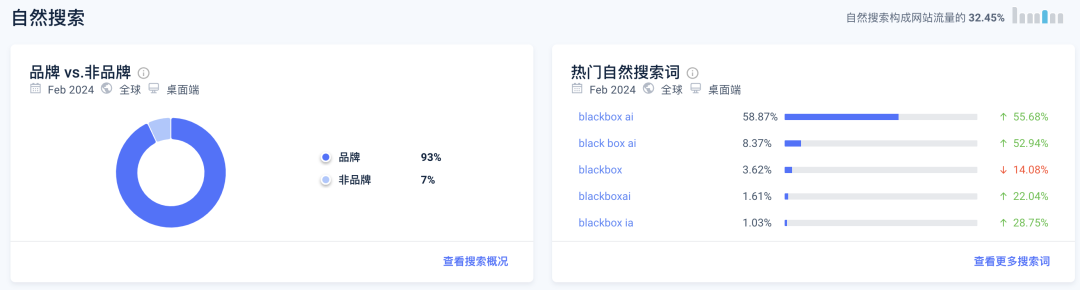 自然搜索
自然搜索构成网站流量的 32.45%
品牌 vs.非品牌
Feb 2024 全球 桌面端
品牌 93%
非品牌 7%
查看搜索概况
热门自然搜索词
Feb 2024 全球 桌面端
blackbox ai 58.87% ↑ 55.68%
black box ai 8.37% ↑ 52.94%
blackbox 3.62% ↓ 14.08%
blackboxai 1.61% ↑ 22.04%
blackbox ia 1.03% ↑ 28.75%
查看更多搜索词